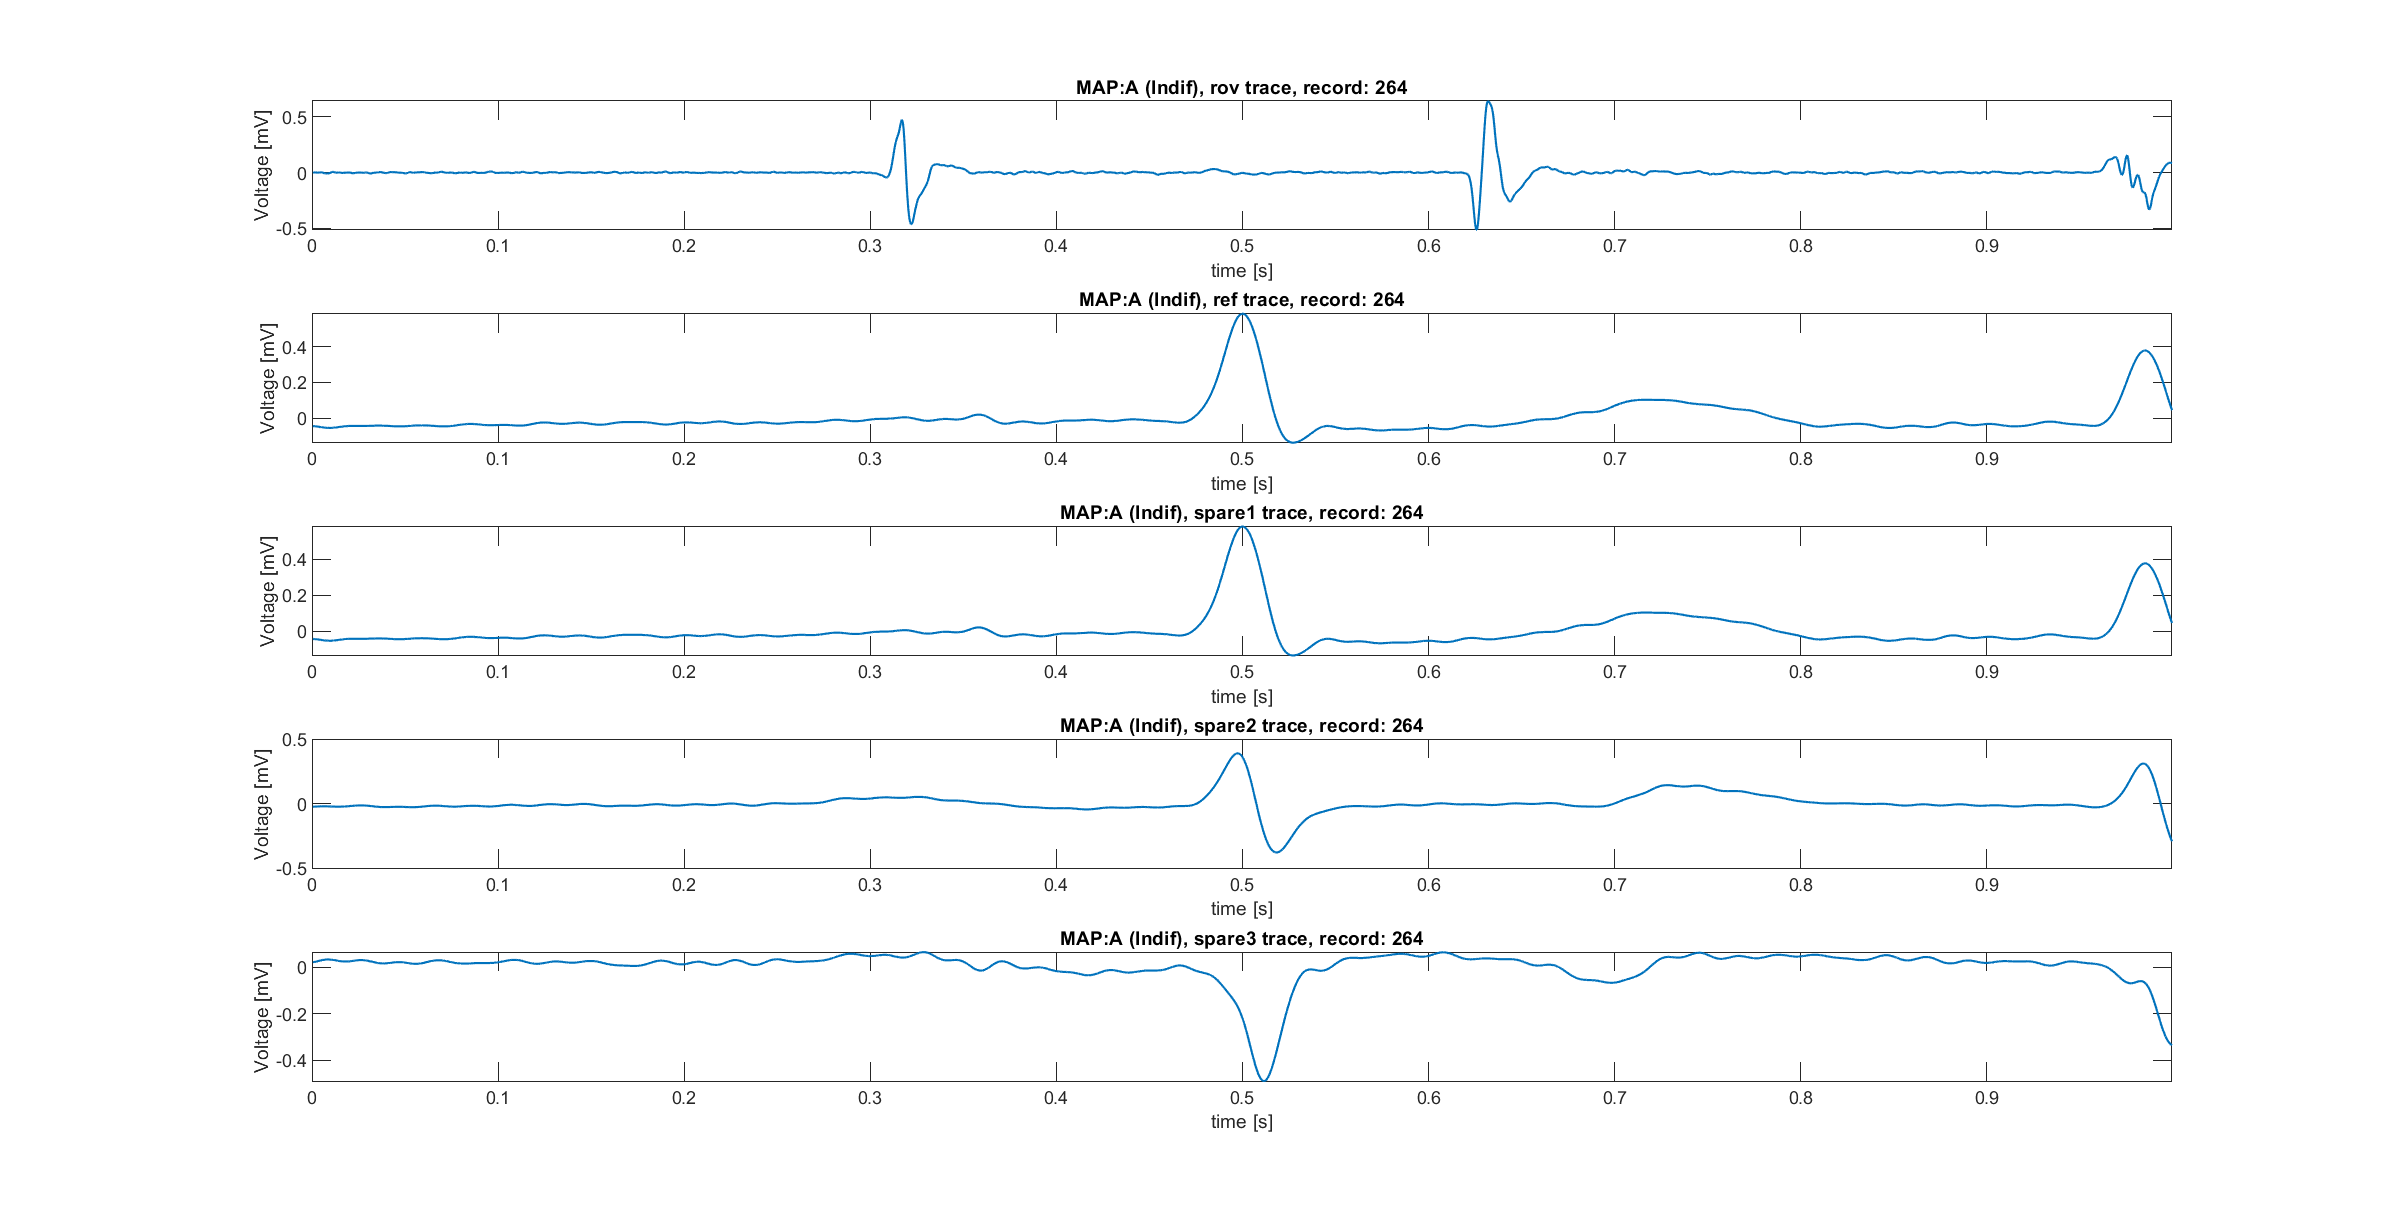 MAP:A (Indif), rov trace, record: 264
Voltage [mV]
0.5
0
-0.5
0 0.1 0.2 0.3 0.4 0.5 0.6 0.7 0.8 0.9
time [s]
MAP:A (Indif), ref trace, record: 264
Voltage [mV]
0.4
0.2
0
0 0.1 0.2 0.3 0.4 0.5 0.6 0.7 0.8 0.9
time [s]
MAP:A (Indif), spare1 trace, record: 264
Voltage [mV]
0.4
0.2
0
0 0.1 0.2 0.3 0.4 0.5 0.6 0.7 0.8 0.9
time [s]
MAP:A (Indif), spare2 trace, record: 264
Voltage [mV]
0.5
0
-0.5
0 0.1 0.2 0.3 0.4 0.5 0.6 0.7 0.8 0.9
time [s]
MAP:A (Indif), spare3 trace, record: 264
Voltage [mV]
0
-0.2
-0.4
0 0.1 0.2 0.3 0.4 0.5 0.6 0.7 0.8 0.9
time [s]